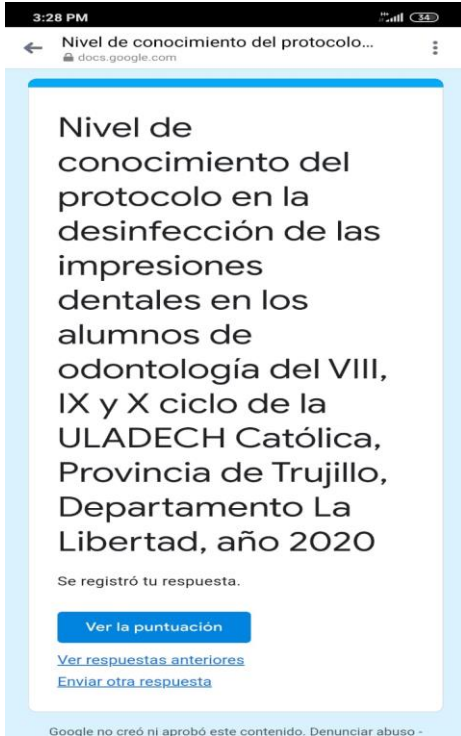 3:28 PM
34
Nivel de conocimiento del protocolo...
docs.google.com
Nivel de
conocimiento del
protocolo en la
desinfección de las
impresiones
dentales en los
alumnos de
odontología del VIII,
IX y X ciclo de la
ULADECH Católica,
Provincia de Trujillo,
Departamento La
Libertad, año 2020
Se registró tu respuesta.
Ver la puntuación
Ver respuestas anteriores
Enviar otra respuesta
Google no creó ni aprobó este contenido. Denunciar abuso -